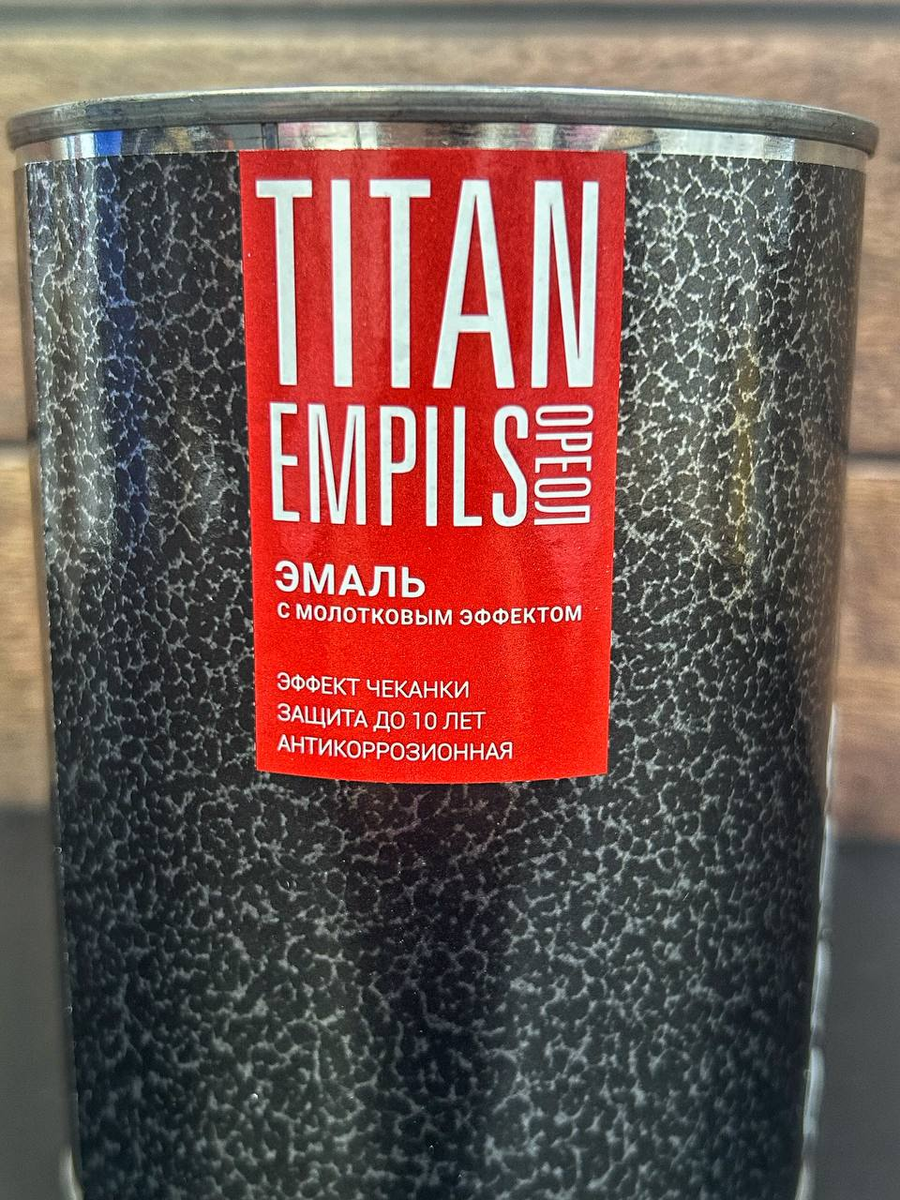 TITAN
EMPILS
ОРЕОЛ
ЭМАЛЬ
С МОЛОТКОВЫМ ЭФФЕКТОМ
ЭФФЕКТ ЧЕКАНКИ
ЗАЩИТА ДО 10 ЛЕТ
АНТИКОРРОЗИОННАЯ